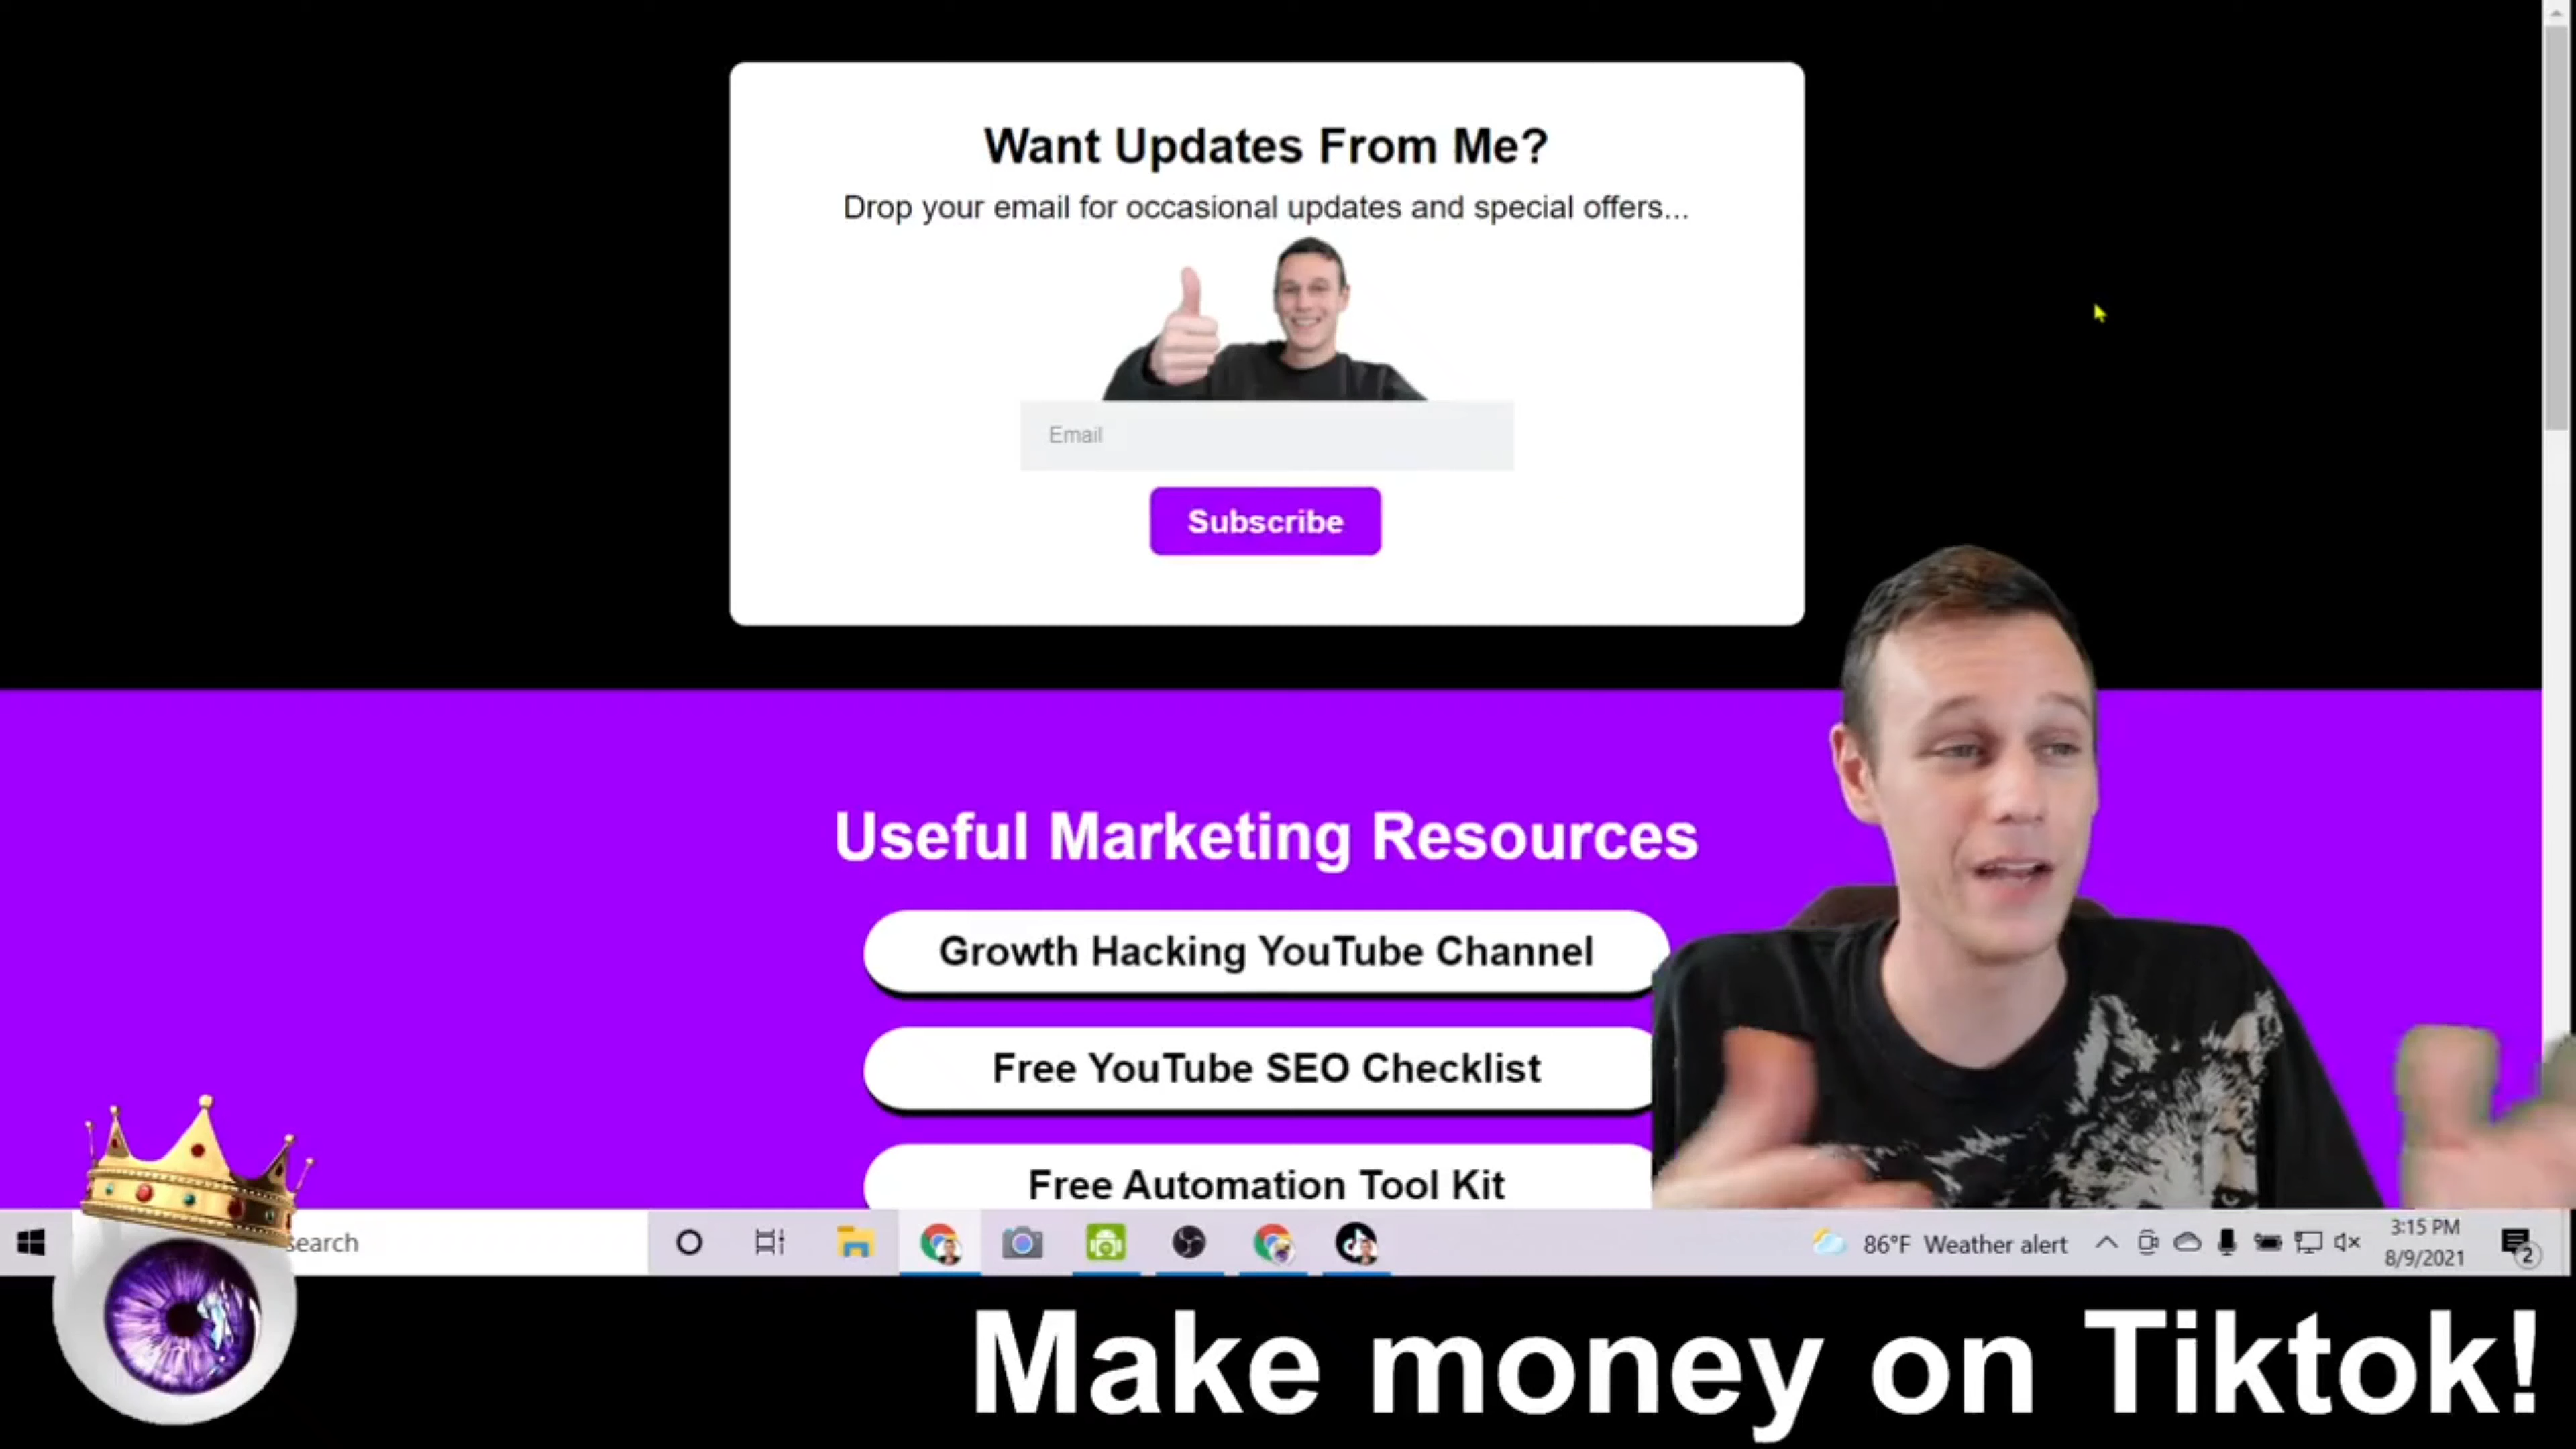 Want Updates From Me?
Drop your email for occasional updates and special offers...
Email
Subscribe
Useful Marketing Resources
Growth Hacking YouTube Channel
Free YouTube SEO Checklist
Free Automation Tool Kit
search
86°F Weather alert
3:15 PM
8/9/2021
2
Make money on Tiktok!